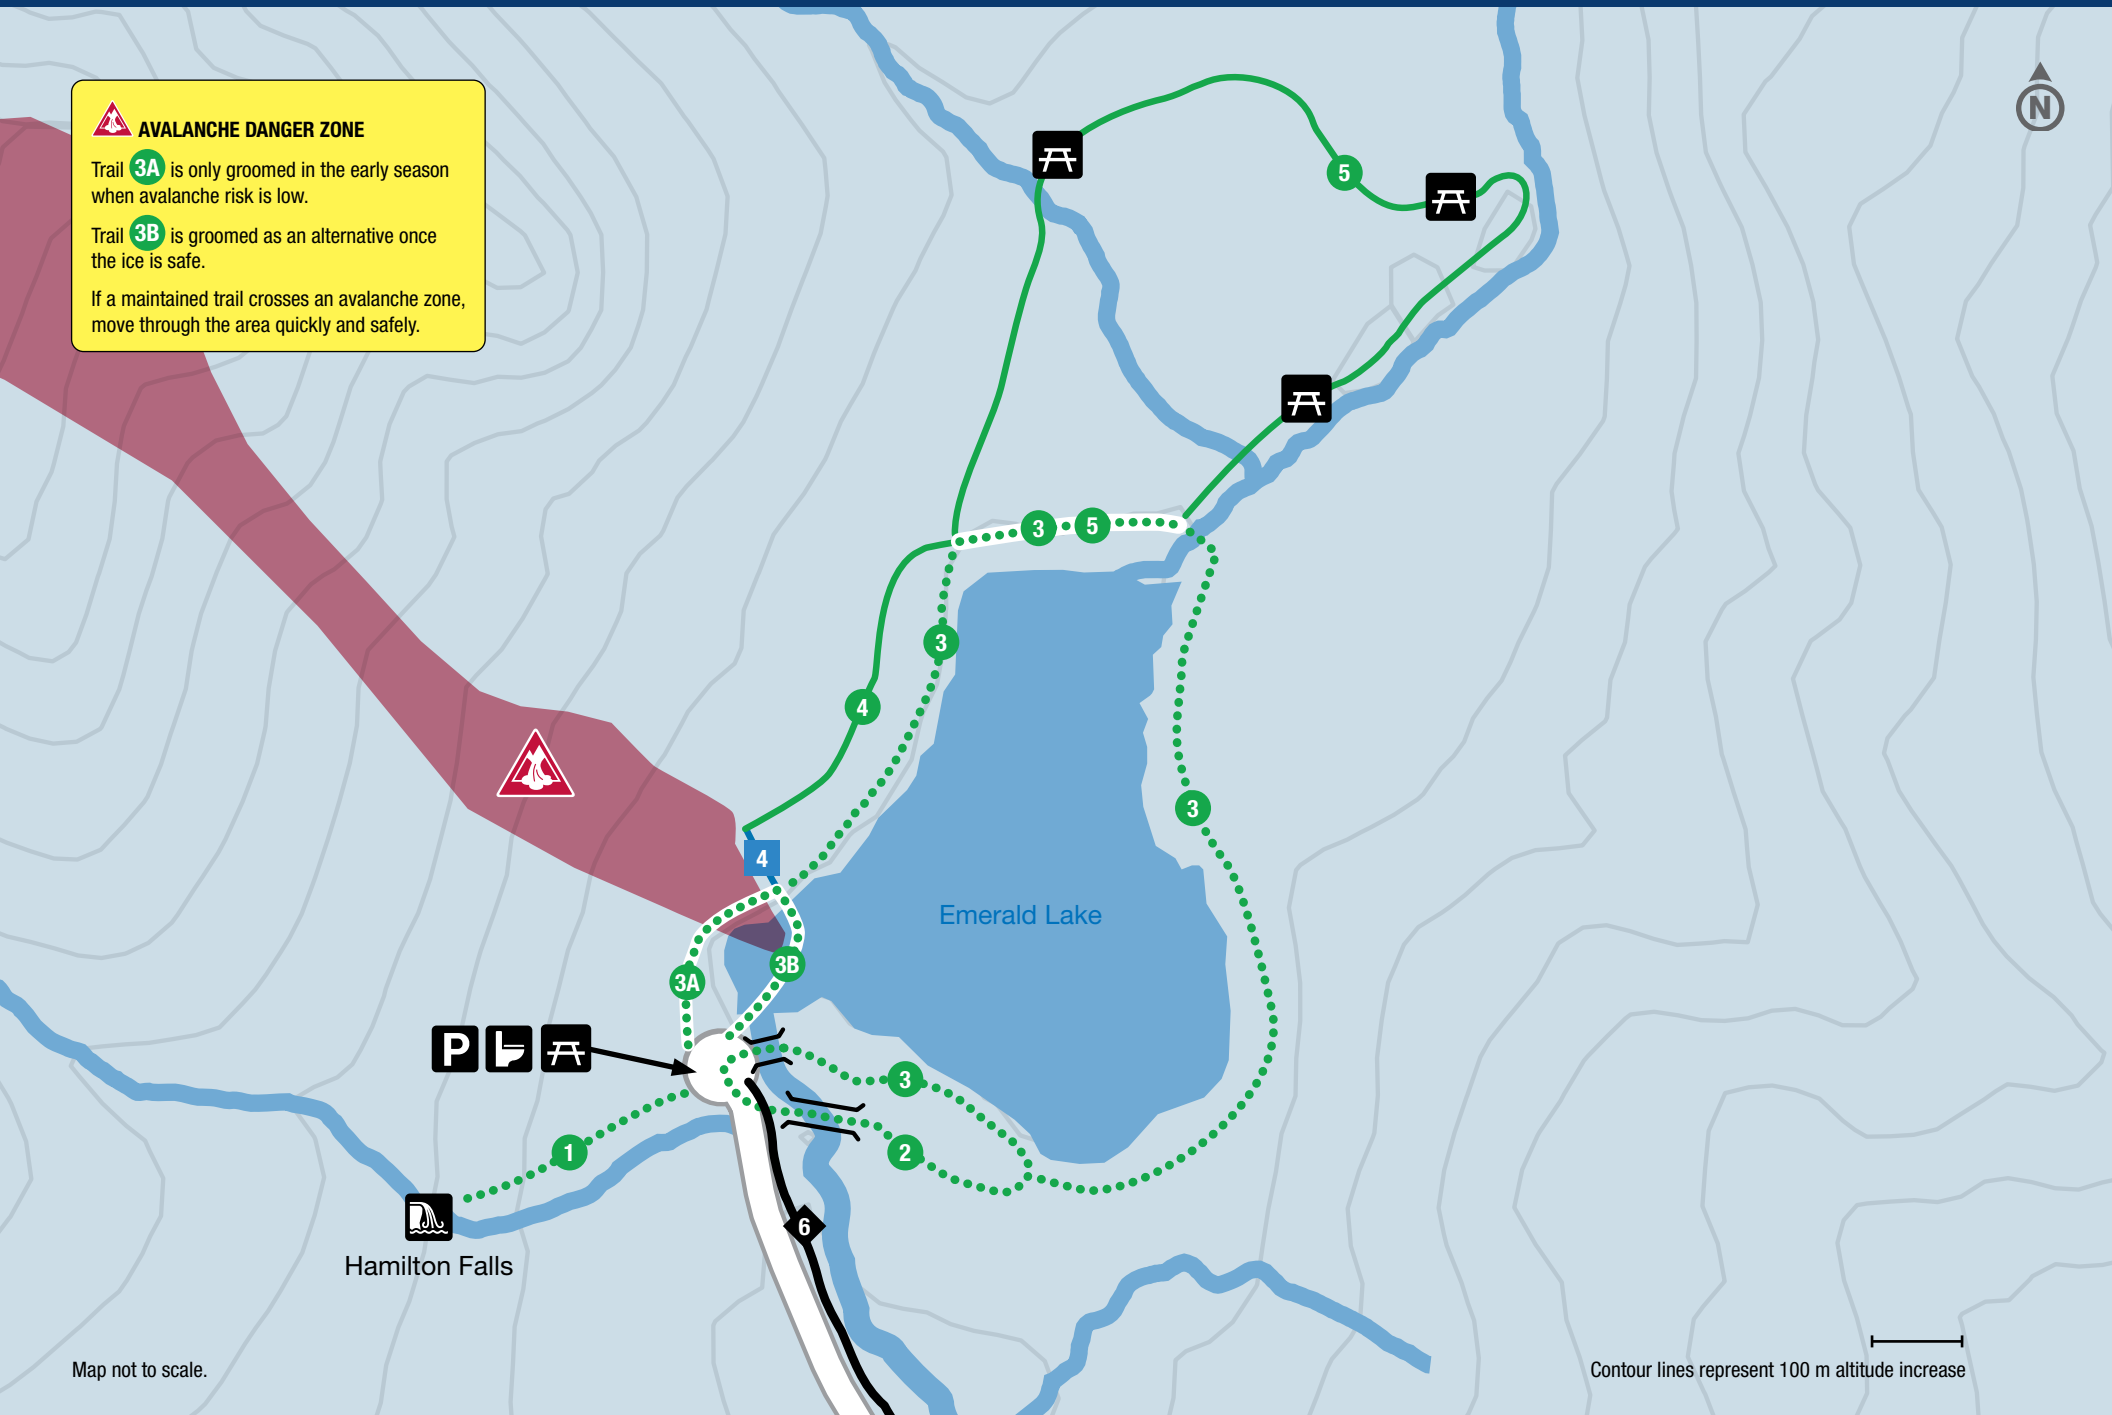 AVALANCHE DANGER ZONE
Trail 3A is only groomed in the early season
when avalanche risk is low.
Trail 3B is groomed as an alternative once
the ice is safe.
If a maintained trail crosses an avalanche zone,
move through the area quickly and safely.
N
5
3 5
3
4
3
4
Emerald Lake
3B
3A
P
3
1
2
6
Hamilton Falls
Map not to scale.
Contour lines represent 100 m altitude increase